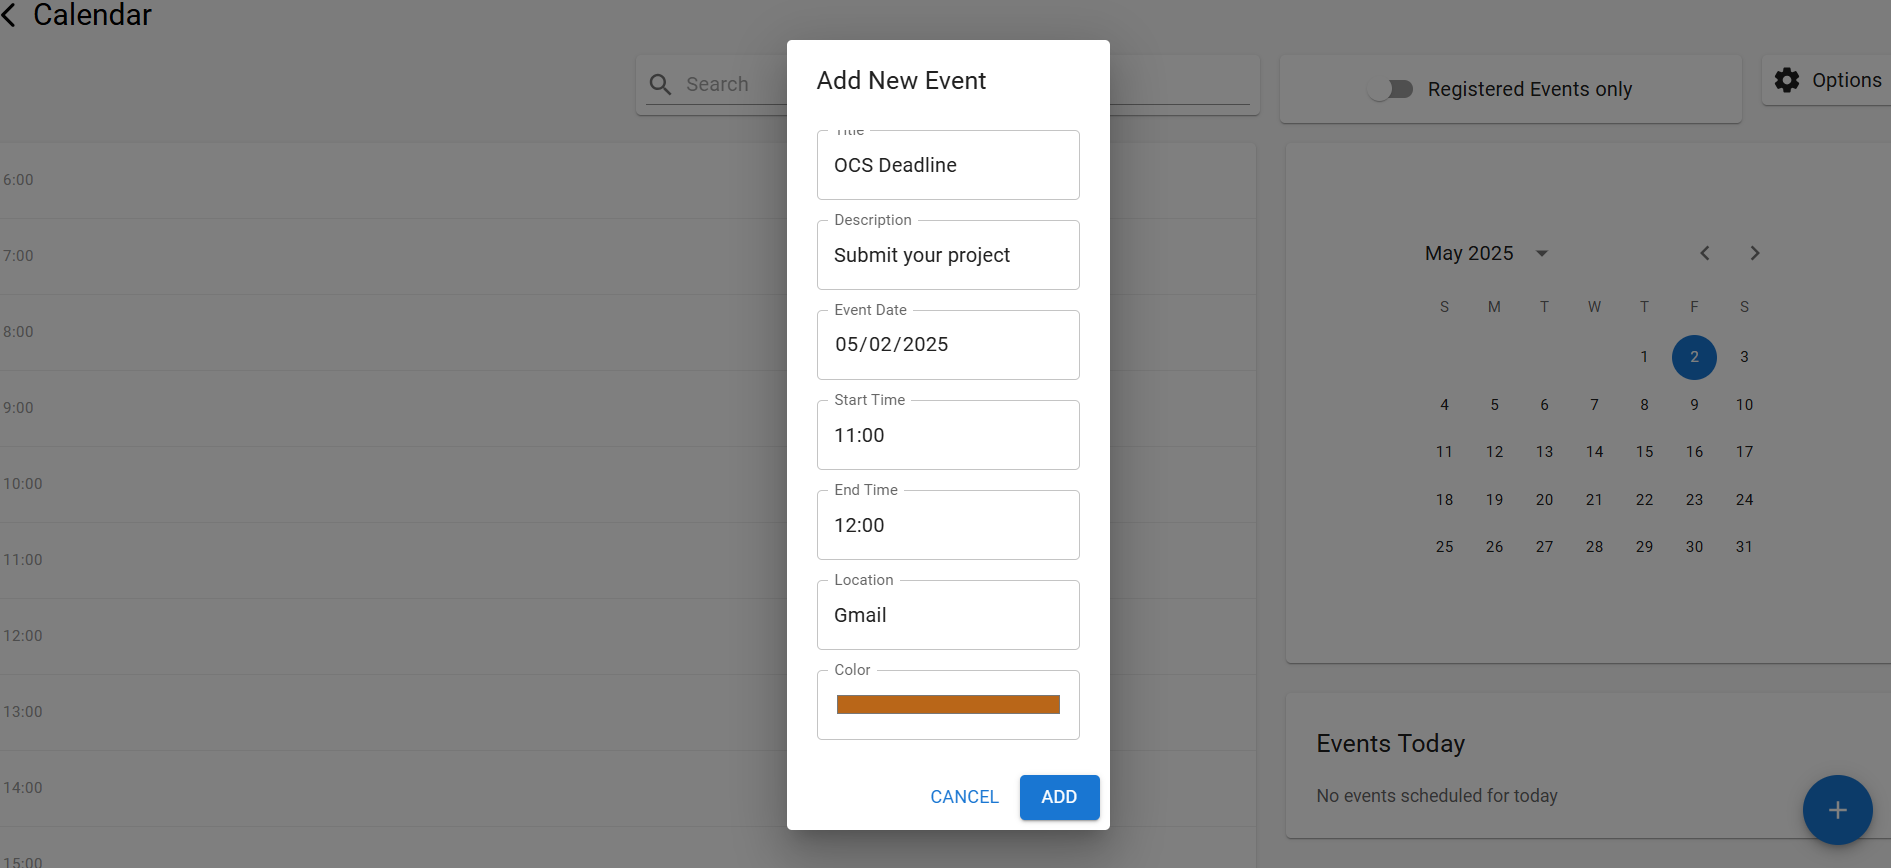 Calendar
Search
Registered Events only
Options
6:00
7:00
8:00
9:00
10:00
11:00
12:00
13:00
14:00
15:00
Add New Event
Title
OCS Deadline
Description
Submit your project
Event Date
05/02/2025
Start Time
11:00
End Time
12:00
Location
Gmail
Color
CANCEL
ADD
May 2025
S M T W T F S
1 2 3
4 5 6 7 8 9 10
11 12 13 14 15 16 17
18 19 20 21 22 23 24
25 26 27 28 29 30 31
Events Today
No events scheduled for today
+